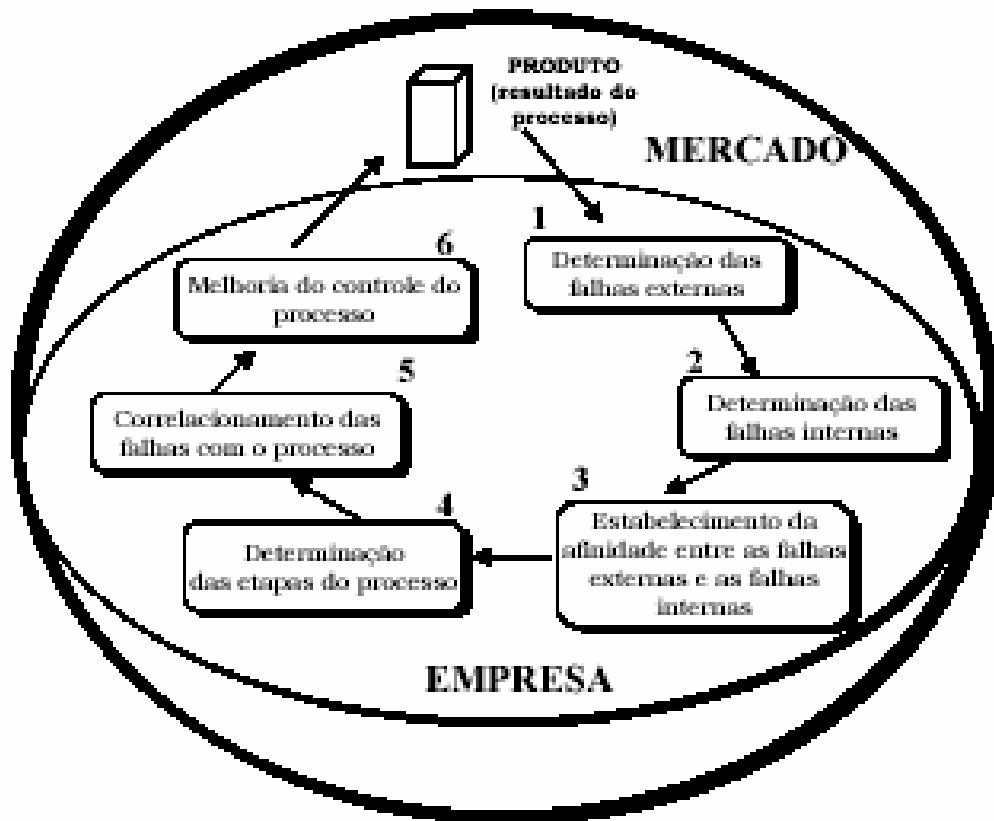 PRODUTO
(resultado do
processo)
MERCADO
1
Determinação das
falhas externas
2
Determinação das
falhas internas
3
Estabelecimento da
afinidade entre as falhas
externas e as falhas
internas
4
Determinação
das etapas do processo
5
Correlacionamento das
falhas com o processo
6
Melhoria do controle do
processo
EMPRESA